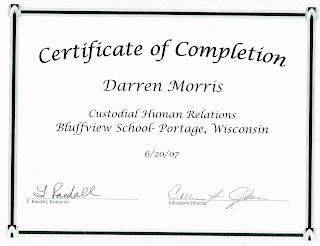 Certificate of Completion
Darren Morris
Custodial Human Relations
Bluffview School- Portage, Wisconsin
6/20/07
T. Randall
T. Randall, Instructor
Education Director